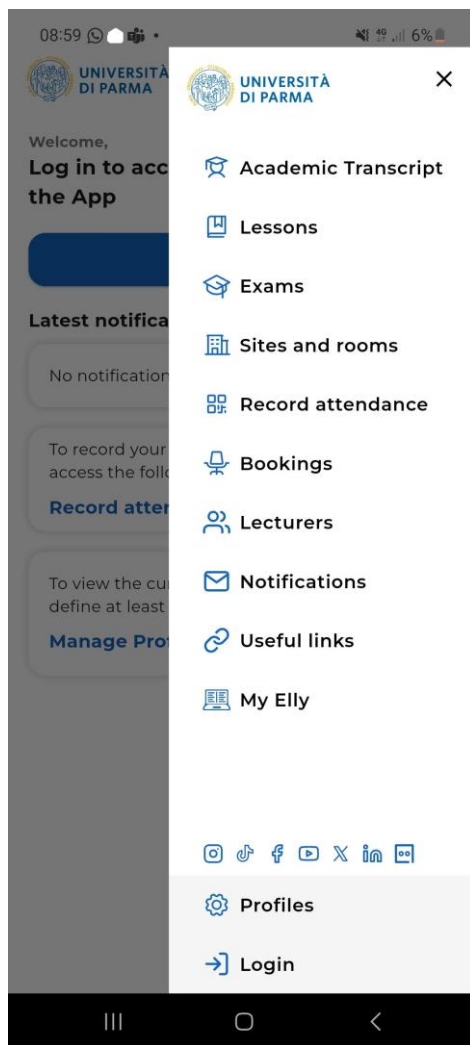 08:59
6%
UNIVERSITÀ
DI PARMA
Welcome,
Log in to acc
the App
Latest notifica
No notification
To record your
access the follo
Record atten
To view the cu
define at least
Manage Prof
UNIVERSITÀ
DI PARMA
Academic Transcript
Lessons
Exams
Sites and rooms
Record attendance
Bookings
Lecturers
Notifications
Useful links
My Elly
Profiles
Login